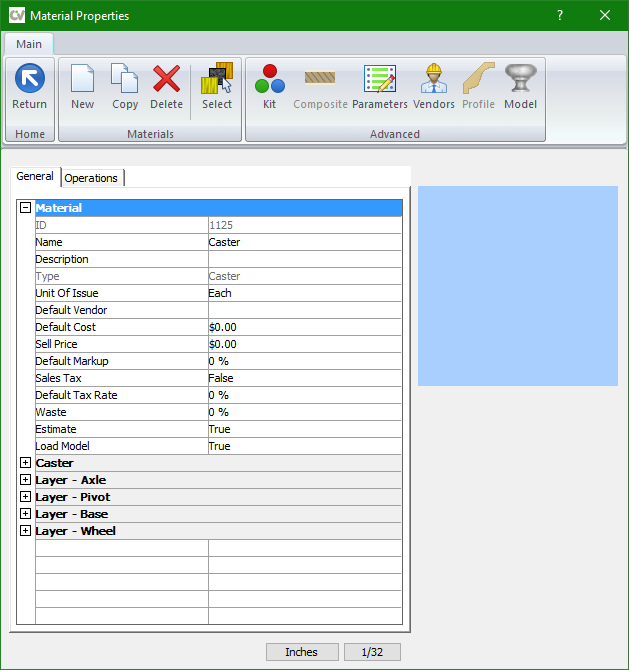 CV Material Properties ?
Main
Return New Copy Delete Select Kit Composite Parameters Vendors Profile Model
Home Materials Advanced
General Operations
Material
ID 1125
Name Caster
Description
Type Caster
Unit Of Issue Each
Default Vendor
Default Cost $0.00
Sell Price $0.00
Default Markup 0 %
Sales Tax False
Default Tax Rate 0 %
Waste 0 %
Estimate True
Load Model True
Caster
Layer - Axle
Layer - Pivot
Layer - Base
Layer - Wheel
Inches 1/32